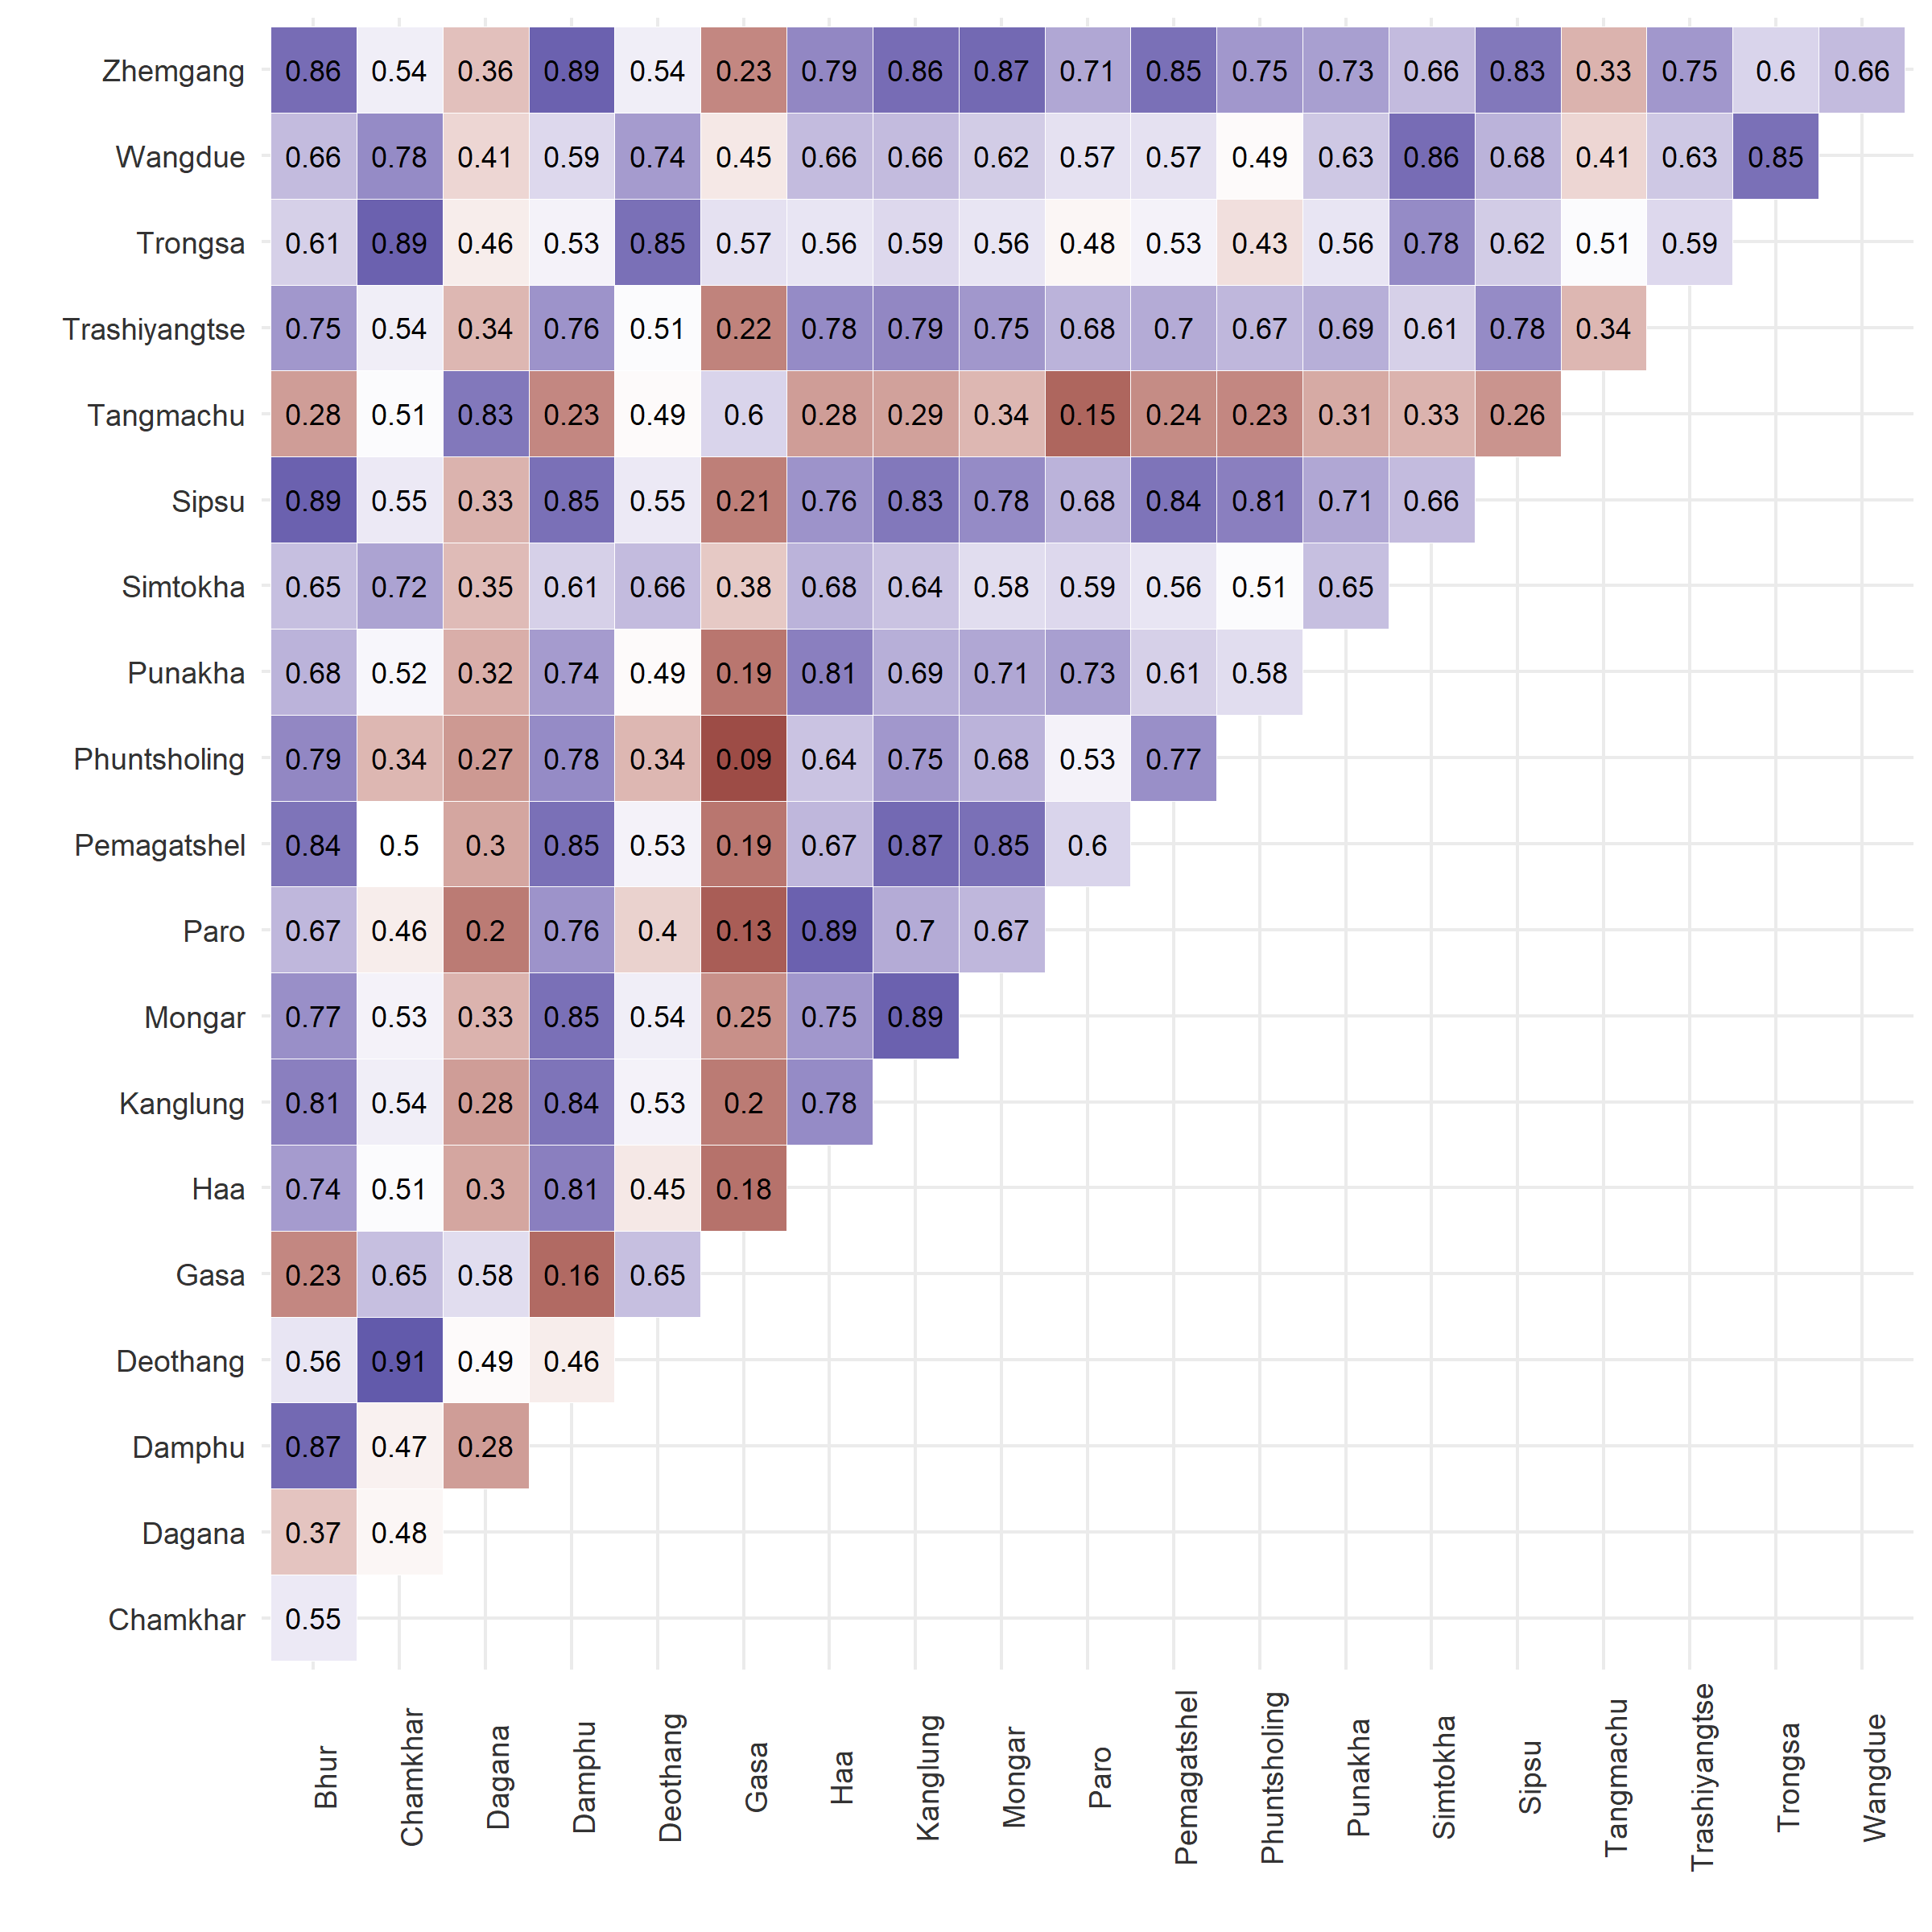 Zhemgang 0.86 0.54 0.36 0.89 0.54 0.23 0.79 0.86 0.87 0.71 0.85 0.75 0.73 0.66 0.83 0.33 0.75 0.6 0.66
Wangdue 0.66 0.78 0.41 0.59 0.74 0.45 0.66 0.66 0.62 0.57 0.57 0.49 0.63 0.86 0.68 0.41 0.63 0.85
Trongsa 0.61 0.89 0.46 0.53 0.85 0.57 0.56 0.59 0.56 0.48 0.53 0.43 0.56 0.78 0.62 0.51 0.59
Trashiyangtse 0.75 0.54 0.34 0.76 0.51 0.22 0.78 0.79 0.75 0.68 0.7 0.67 0.69 0.61 0.78 0.34
Tangmachu 0.28 0.51 0.83 0.23 0.49 0.6 0.28 0.29 0.34 0.15 0.24 0.23 0.31 0.33 0.26
Sipsu 0.89 0.55 0.33 0.85 0.55 0.21 0.76 0.83 0.78 0.68 0.84 0.81 0.71 0.66
Simtokha 0.65 0.72 0.35 0.61 0.66 0.38 0.68 0.64 0.58 0.59 0.56 0.51 0.65
Punakha 0.68 0.52 0.32 0.74 0.49 0.19 0.81 0.69 0.71 0.73 0.61 0.58
Phuntsholing 0.79 0.34 0.27 0.78 0.34 0.09 0.64 0.75 0.68 0.53 0.77
Pemagatshel 0.84 0.5 0.3 0.85 0.53 0.19 0.67 0.87 0.85 0.6
Paro 0.67 0.46 0.2 0.76 0.4 0.13 0.89 0.7 0.67
Mongar 0.77 0.53 0.33 0.85 0.54 0.25 0.75 0.89
Kanglung 0.81 0.54 0.28 0.84 0.53 0.2 0.78
Haa 0.74 0.51 0.3 0.81 0.45 0.18
Gasa 0.23 0.65 0.58 0.16 0.65
Deothang 0.56 0.91 0.49 0.46
Damphu 0.87 0.47 0.28
Dagana 0.37 0.48
Chamkhar 0.55
Bhur
Chamkhar
Dagana
Damphu
Deothang
Gasa
Haa
Kanglung
Mongar
Paro
Pemagatshel
Phuntsholing
Punakha
Simtokha
Sipsu
Tangmachu
Trashiyangtse
Trongsa
Wangdue